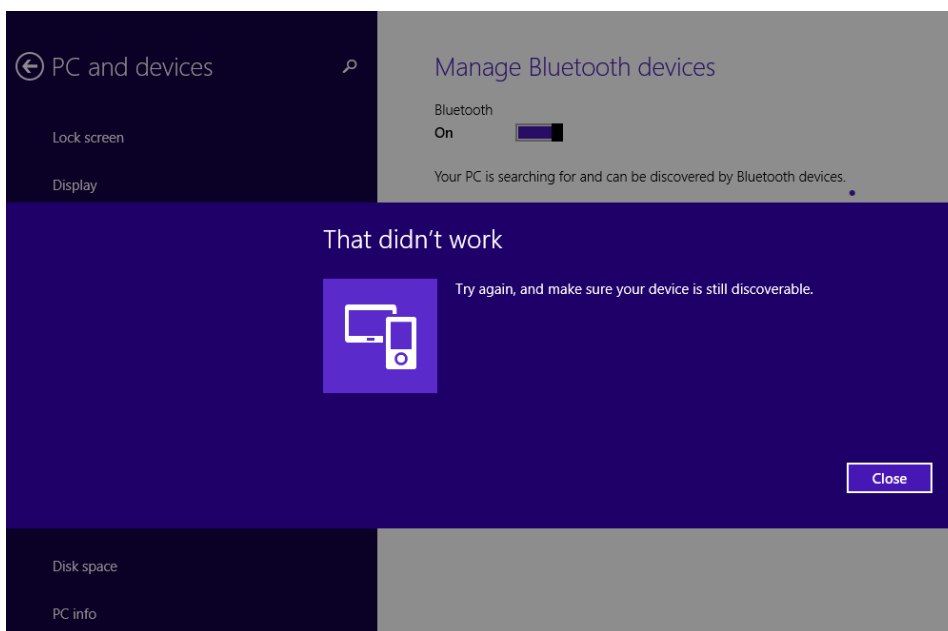 PC and devices
Lock screen
Display
Manage Bluetooth devices
Bluetooth
On
Your PC is searching for and can be discovered by Bluetooth devices.
That didn't work
Try again, and make sure your device is still discoverable.
Close
Disk space
PC info